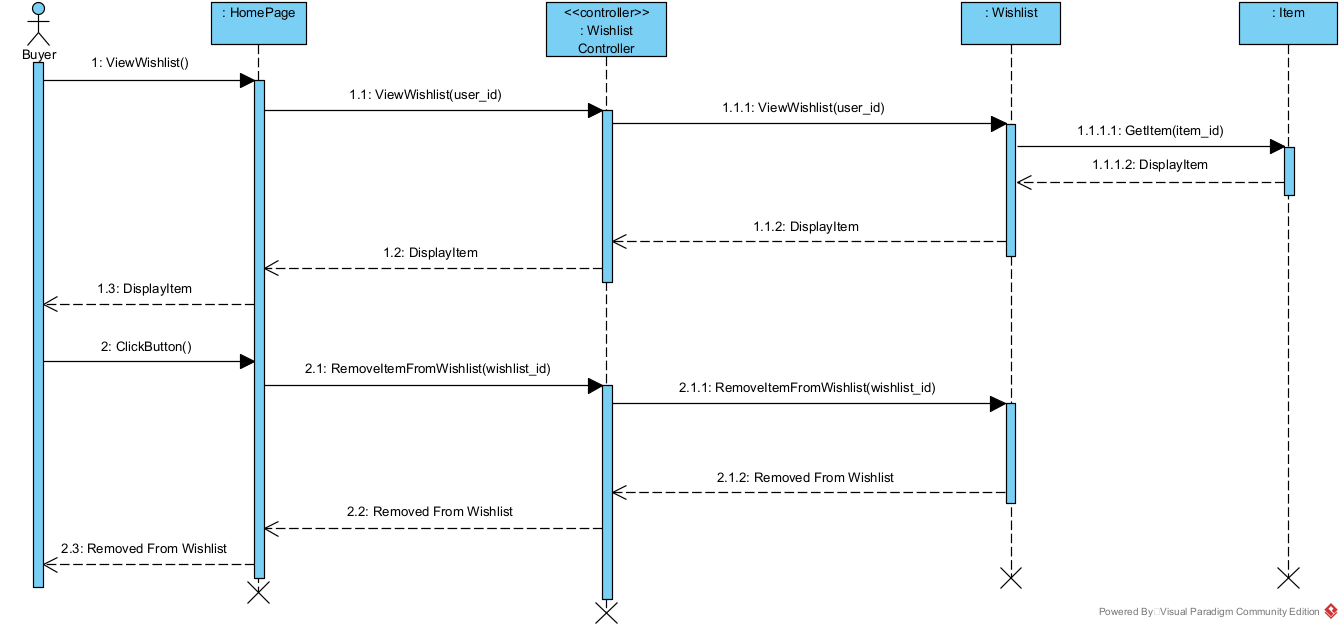 : HomePage
<<controller>>
: Wishlist
Controller
: Wishlist
: Item
Buyer
1: ViewWishlist()
1.1: ViewWishlist(user_id)
1.1.1: ViewWishlist(user_id)
1.1.1.1: GetItem(item_id)
1.1.1.2: DisplayItem
1.1.2: DisplayItem
1.2: DisplayItem
1.3: DisplayItem
2: ClickButton()
2.1: RemoveItemFromWishlist(wishlist_id)
2.1.1: RemoveItemFromWishlist(wishlist_id)
2.1.2: Removed From Wishlist
2.2: Removed From Wishlist
2.3: Removed From Wishlist
Powered By Visual Paradigm Community Edition